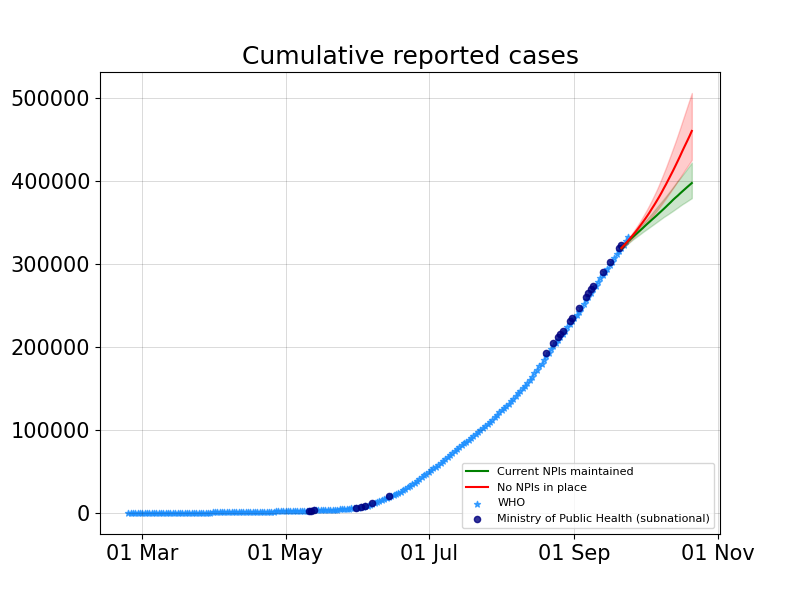 Cumulative reported cases
500000
400000
300000
200000
100000
0
Current NPIs maintained
No NPIs in place
WHO
Ministry of Public Health (subnational)
01 Mar
01 May
01 Jul
01 Sep
01 Nov